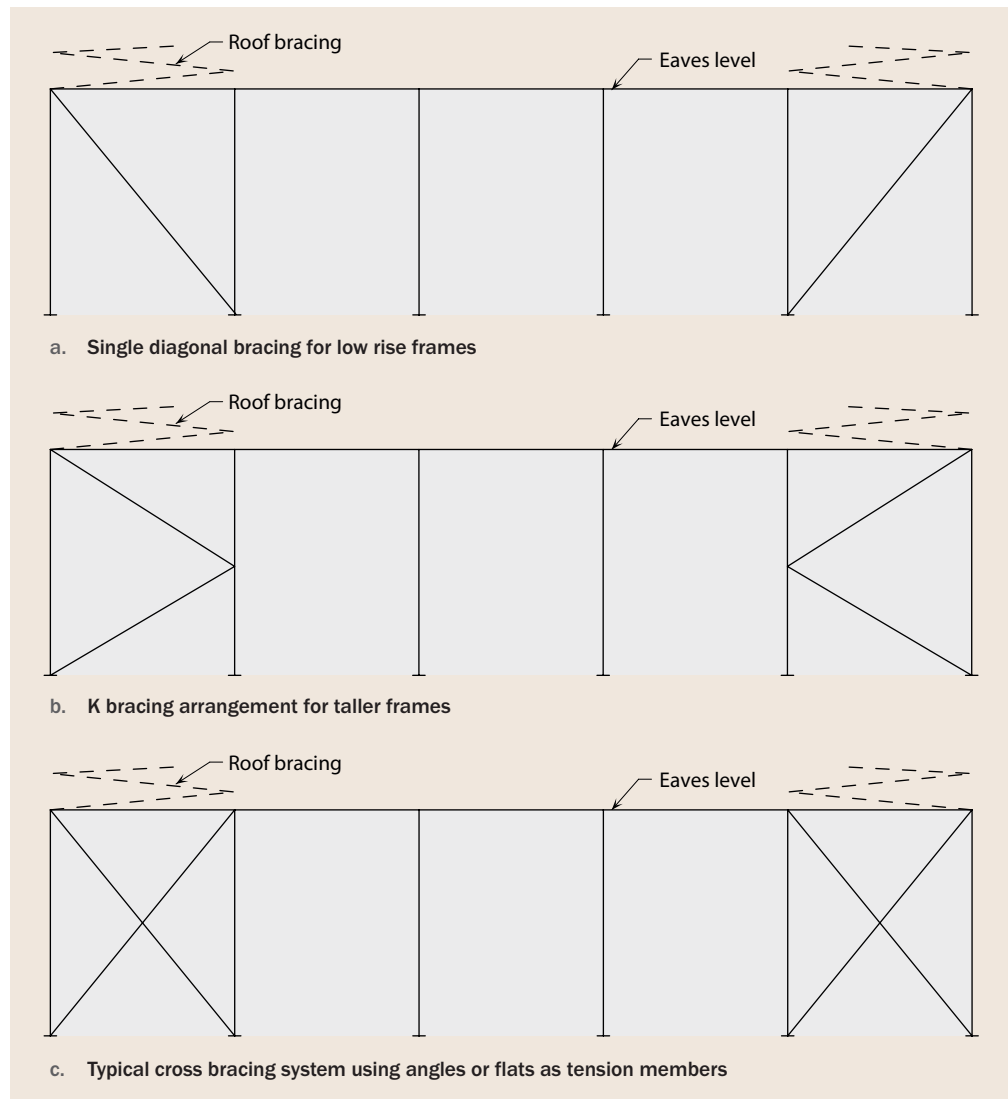 Roof bracing
Eaves level
a. Single diagonal bracing for low rise frames
Roof bracing
Eaves level
b. K bracing arrangement for taller frames
Roof bracing
Eaves level
c. Typical cross bracing system using angles or flats as tension members